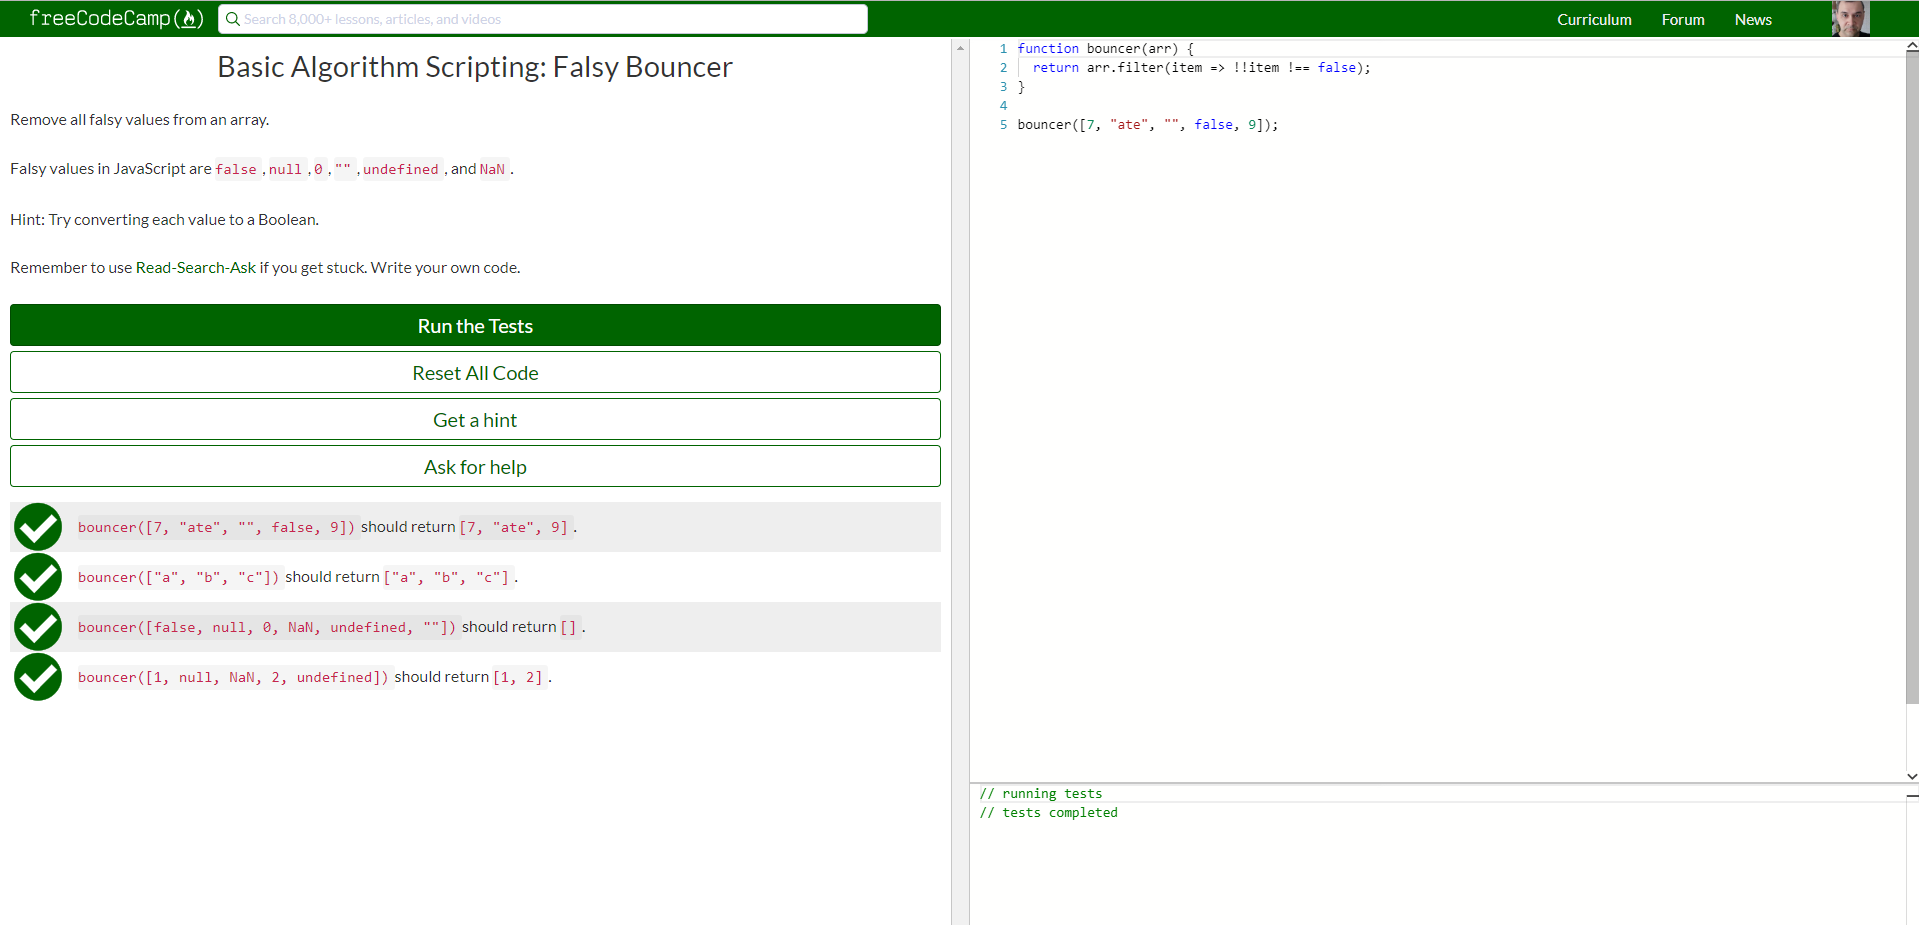 freeCodeCamp(🔥)
Search 8,000+ lessons, articles, and videos
Curriculum
Forum
News
Basic Algorithm Scripting: Falsy Bouncer
Remove all falsy values from an array.
Falsy values in JavaScript are false , null , 0 , "" , undefined , and NaN .
Hint: Try converting each value to a Boolean.
Remember to use Read-Search-Ask if you get stuck. Write your own code.
Run the Tests
Reset All Code
Get a hint
Ask for help
bouncer([7, "ate", "", false, 9]) should return [7, "ate", 9] .
bouncer(["a", "b", "c"]) should return ["a", "b", "c"] .
bouncer([false, null, 0, NaN, undefined, ""]) should return [] .
bouncer([1, null, NaN, 2, undefined]) should return [1, 2] .
1 function bouncer(arr) {
2   return arr.filter(item => !!item !== false);
3 }
4
5 bouncer([7, "ate", "", false, 9]);
// running tests
// tests completed